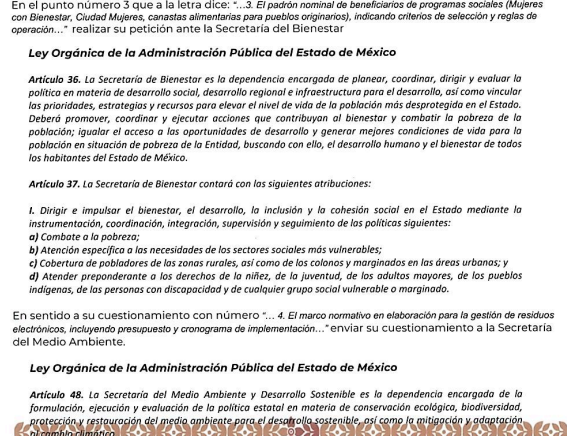 En el punto número 3 que a la letra dice: "...3. El padrón nominal de beneficiarios de programas sociales (Mujeres
con Bienestar, Ciudad Mujeres, canastas alimentarias para pueblos originarios), indicando criterios de selección y reglas de
operación..." realizar su petición ante la Secretaría del Bienestar
Ley Orgánica de la Administración Pública del Estado de México
Artículo 36. La Secretaría de Bienestar es la dependencia encargada de planear, coordinar, dirigir y evaluar la
política en materia de desarrollo social, desarrollo regional e infraestructura para el desarrollo, así como vincular
las prioridades, estrategias y recursos para elevar el nivel de vida de la población más desprotegida en el Estado.
Deberá promover, coordinar y ejecutar acciones que contribuyan al bienestar y combatir la pobreza de la
población; igualar el acceso a las oportunidades de desarrollo y generar mejores condiciones de vida para la
población en situación de pobreza de la Entidad, buscando con ello, el desarrollo humano y el bienestar de todos
los habitantes del Estado de México.
Artículo 37. La Secretaría de Bienestar contará con las siguientes atribuciones:
I. Dirigir e impulsar el bienestar, el desarrollo, la inclusión y la cohesión social en el Estado mediante la
instrumentación, coordinación, integración, supervisión y seguimiento de las políticas siguientes:
a) Combate a la pobreza;
b) Atención específica a las necesidades de los sectores sociales más vulnerables;
c) Cobertura de pobladores de las zonas rurales, así como de los colonos y marginados en las áreas urbanas; y
d) Atender preponderante a los derechos de la niñez, de la juventud, de los adultos mayores, de los pueblos
indígenas, de las personas con discapacidad y de cualquier grupo social vulnerable o marginado.
En sentido a su cuestionamiento con número "... 4. El marco normativo en elaboración para la gestión de residuos
electrónicos, incluyendo presupuesto y cronograma de implementación..." enviar su cuestionamiento a la Secretaría
del Medio Ambiente.
Ley Orgánica de la Administración Pública del Estado de México
Artículo 48. La Secretaría del Medio Ambiente y Desarrollo Sostenible es la dependencia encargada de la
formulación, ejecución y evaluación de la política estatal en materia de conservación ecológica, biodiversidad,
protección y restauración del medio ambiente para el desarrollo sostenible, así como la mitigación y adaptación
al cambio climático